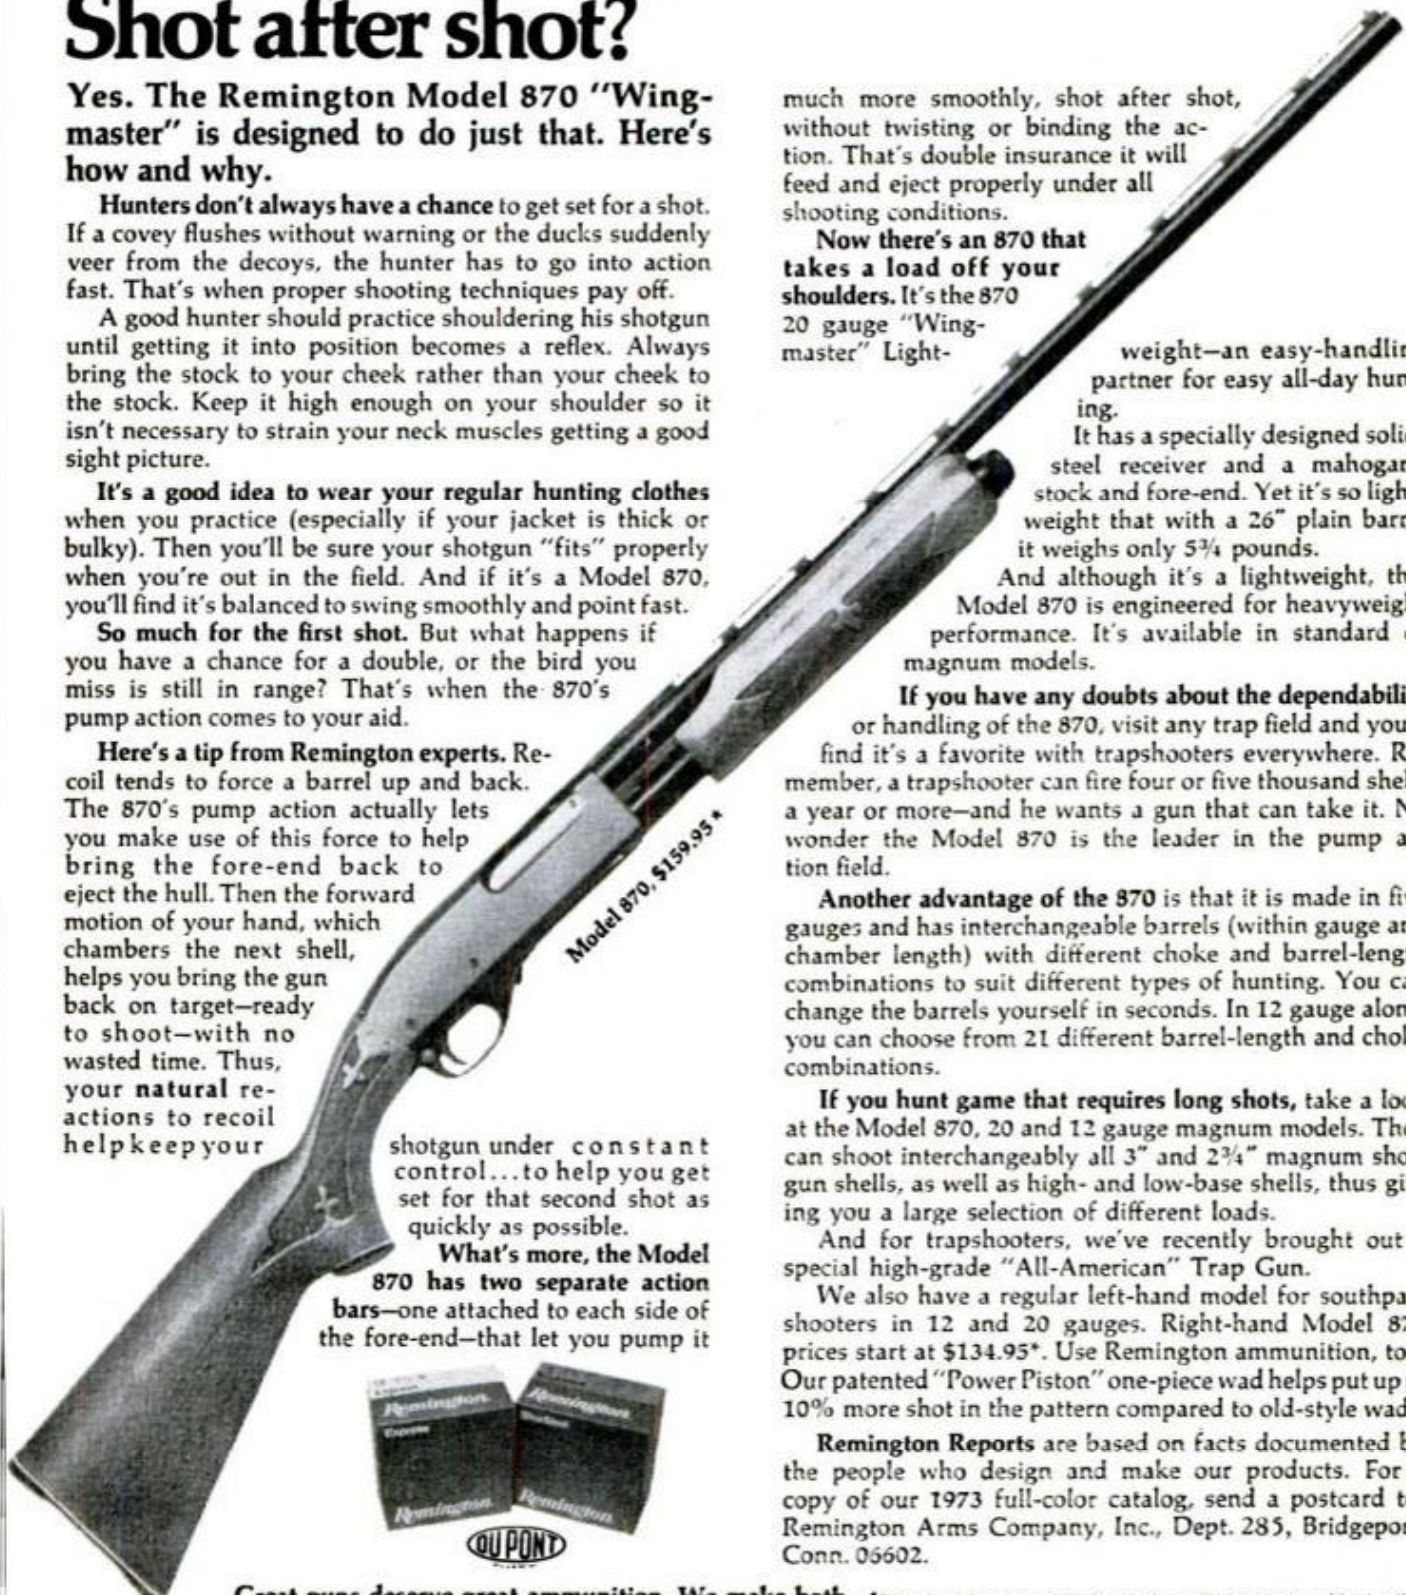 Shot after shot?
Yes. The Remington Model 870 "Wing-
master" is designed to do just that. Here's
how and why.
Hunters don't always have a chance to get set for a shot.
If a covey flushes without warning or the ducks suddenly
veer from the decoys, the hunter has to go into action
fast. That's when proper shooting techniques pay off.
A good hunter should practice shouldering his shotgun
until getting it into position becomes a reflex. Always
bring the stock to your cheek rather than your cheek to
the stock. Keep it high enough on your shoulder so it
isn't necessary to strain your neck muscles getting a good
sight picture.
It's a good idea to wear your regular hunting clothes
when you practice (especially if your jacket is thick or
bulky). Then you'll be sure your shotgun "fits" properly
when you're out in the field. And if it's a Model 870,
you'll find it's balanced to swing smoothly and point fast.
So much for the first shot. But what happens if
you have a chance for a double, or the bird you
miss is still in range? That's when the 870's
pump action comes to your aid.
Here's a tip from Remington experts. Re-
coil tends to force a barrel up and back.
The 870's pump action actually lets
you make use of this force to help
bring the fore-end back to
eject the hull. Then the forward
motion of your hand, which
chambers the next shell,
helps you bring the gun
back on target—ready
to shoot—with no
wasted time. Thus,
your natural re-
actions to recoil
help keep your
shotgun under constant
control...to help you get
set for that second shot as
quickly as possible.
What's more, the Model
870 has two separate action
bars—one attached to each side of
the fore-end—that let you pump it
much more smoothly, shot after shot,
without twisting or binding the ac-
tion. That's double insurance it will
feed and eject properly under all
shooting conditions.
Now there's an 870 that
takes a load off your
shoulders. It's the 870
20 gauge "Wing-
master" Light-
weight—an easy-handlin
partner for easy all-day hun
ing.
It has a specially designed soli
steel receiver and a mahogan
stock and fore-end. Yet it's so ligh
weight that with a 26" plain barr
it weighs only 5¾ pounds.
And although it's a lightweight, th
Model 870 is engineered for heavyweigh
performance. It's available in standard
magnum models.
If you have any doubts about the dependabili
or handling of the 870, visit any trap field and you
find it's a favorite with trapshooters everywhere. R
member, a trapshooter can fire four or five thousand shel
a year or more—and he wants a gun that can take it. N
wonder the Model 870 is the leader in the pump a
tion field.
Another advantage of the 870 is that it is made in fiv
gauges and has interchangeable barrels (within gauge an
chamber length) with different choke and barrel-lengt
combinations to suit different types of hunting. You ca
change the barrels yourself in seconds. In 12 gauge alon
you can choose from 21 different barrel-length and chok
combinations.
If you hunt game that requires long shots, take a loo
at the Model 870, 20 and 12 gauge magnum models. The
can shoot interchangeably all 3" and 2¾" magnum sho
gun shells, as well as high- and low-base shells, thus gi
ing you a large selection of different loads.
And for trapshooters, we've recently brought out
special high-grade "All-American" Trap Gun.
We also have a regular left-hand model for southpa
shooters in 12 and 20 gauges. Right-hand Model 87
prices start at $134.95*. Use Remington ammunition, to
Our patented "Power Piston" one-piece wad helps put up
10% more shot in the pattern compared to old-style wad
Remington Reports are based on facts documented b
the people who design and make our products. For
copy of our 1973 full-color catalog, send a postcard t
Remington Arms Company, Inc., Dept. 285, Bridgepor
Conn. 06602.
Model 870, $159.95*
Remington
Express
Remington
Remington
Remington
DU PONT
Great guns deserve great ammunition. We make both.